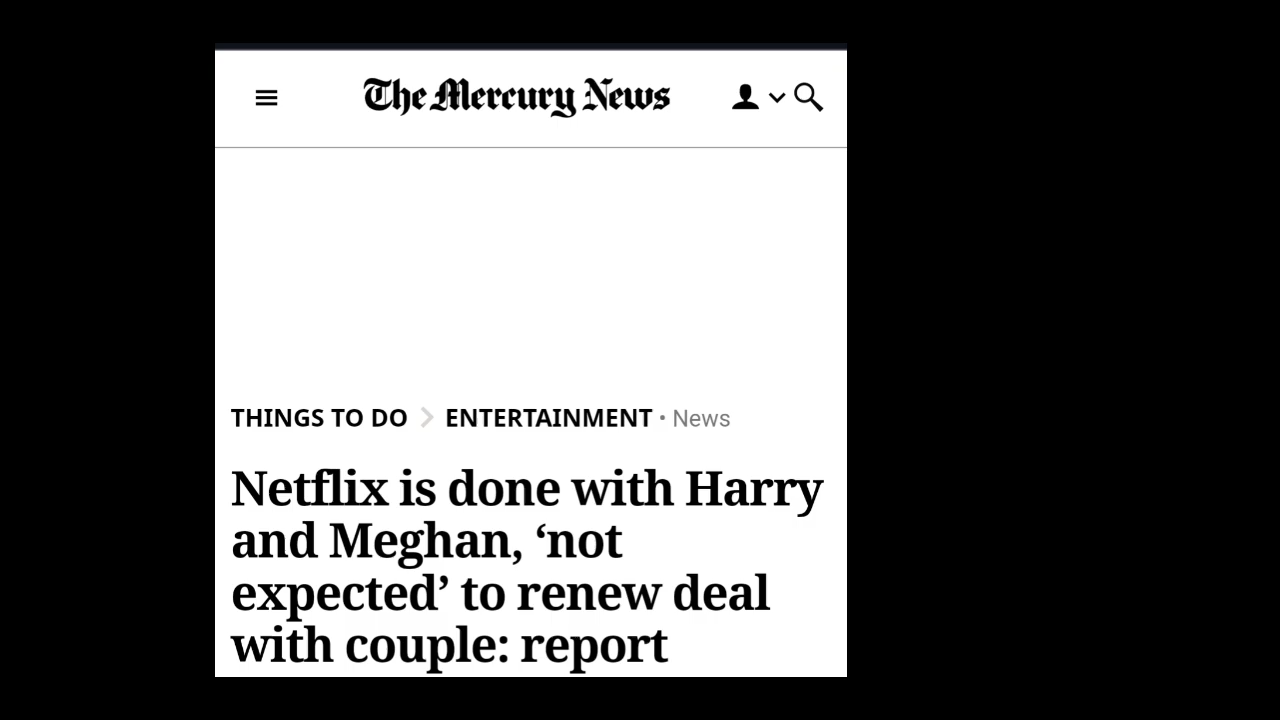 The Mercury News
THINGS TO DO > ENTERTAINMENT • News
Netflix is done with Harry
and Meghan, ‘not
expected’ to renew deal
with couple: report